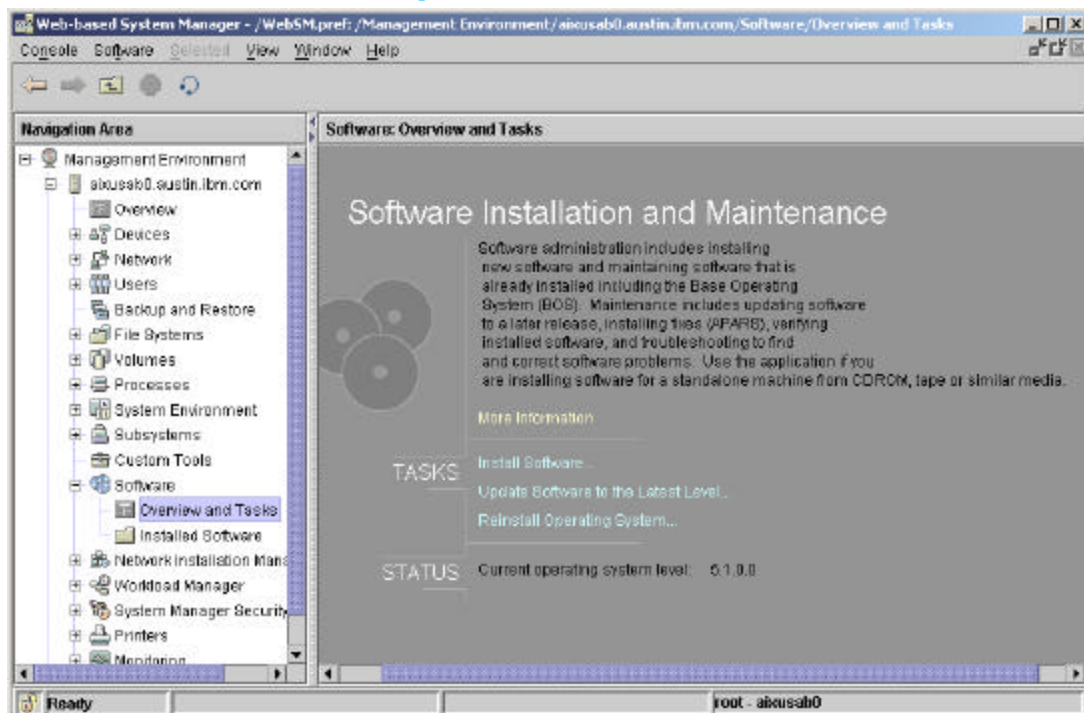 Web-based System Manager - /WebSM.pref: /Management Environment/aixusab0.austin.ibm.com/Software/Overview and Tasks
Console Software Selected View Window Help
Navigation Area
Software: Overview and Tasks
Management Environment
aixusab0.austin.ibm.com
Overview
Devices
Network
Users
Backup and Restore
File Systems
Volumes
Processes
System Environment
Subsystems
Custom Tools
Software
Overview and Tasks
Installed Software
Network Installation Mana
Workload Manager
System Manager Security
Printers
Monitoring
Software Installation and Maintenance
Software administration includes installing
new software and maintaining software that is
already installed including the Base Operating
System (BOS). Maintenance includes updating software
to a later release, installing fixes (APARS), verifying
installed software, and troubleshooting to find
and correct software problems. Use the application if you
are installing software for a standalone machine from CDROM, tape or similar media.
More Information
TASKS
Install Software...
Update Software to the Latest Level...
Reinstall Operating System...
STATUS
Current operating system level: 5.1.0.0
Ready
root - aixusab0